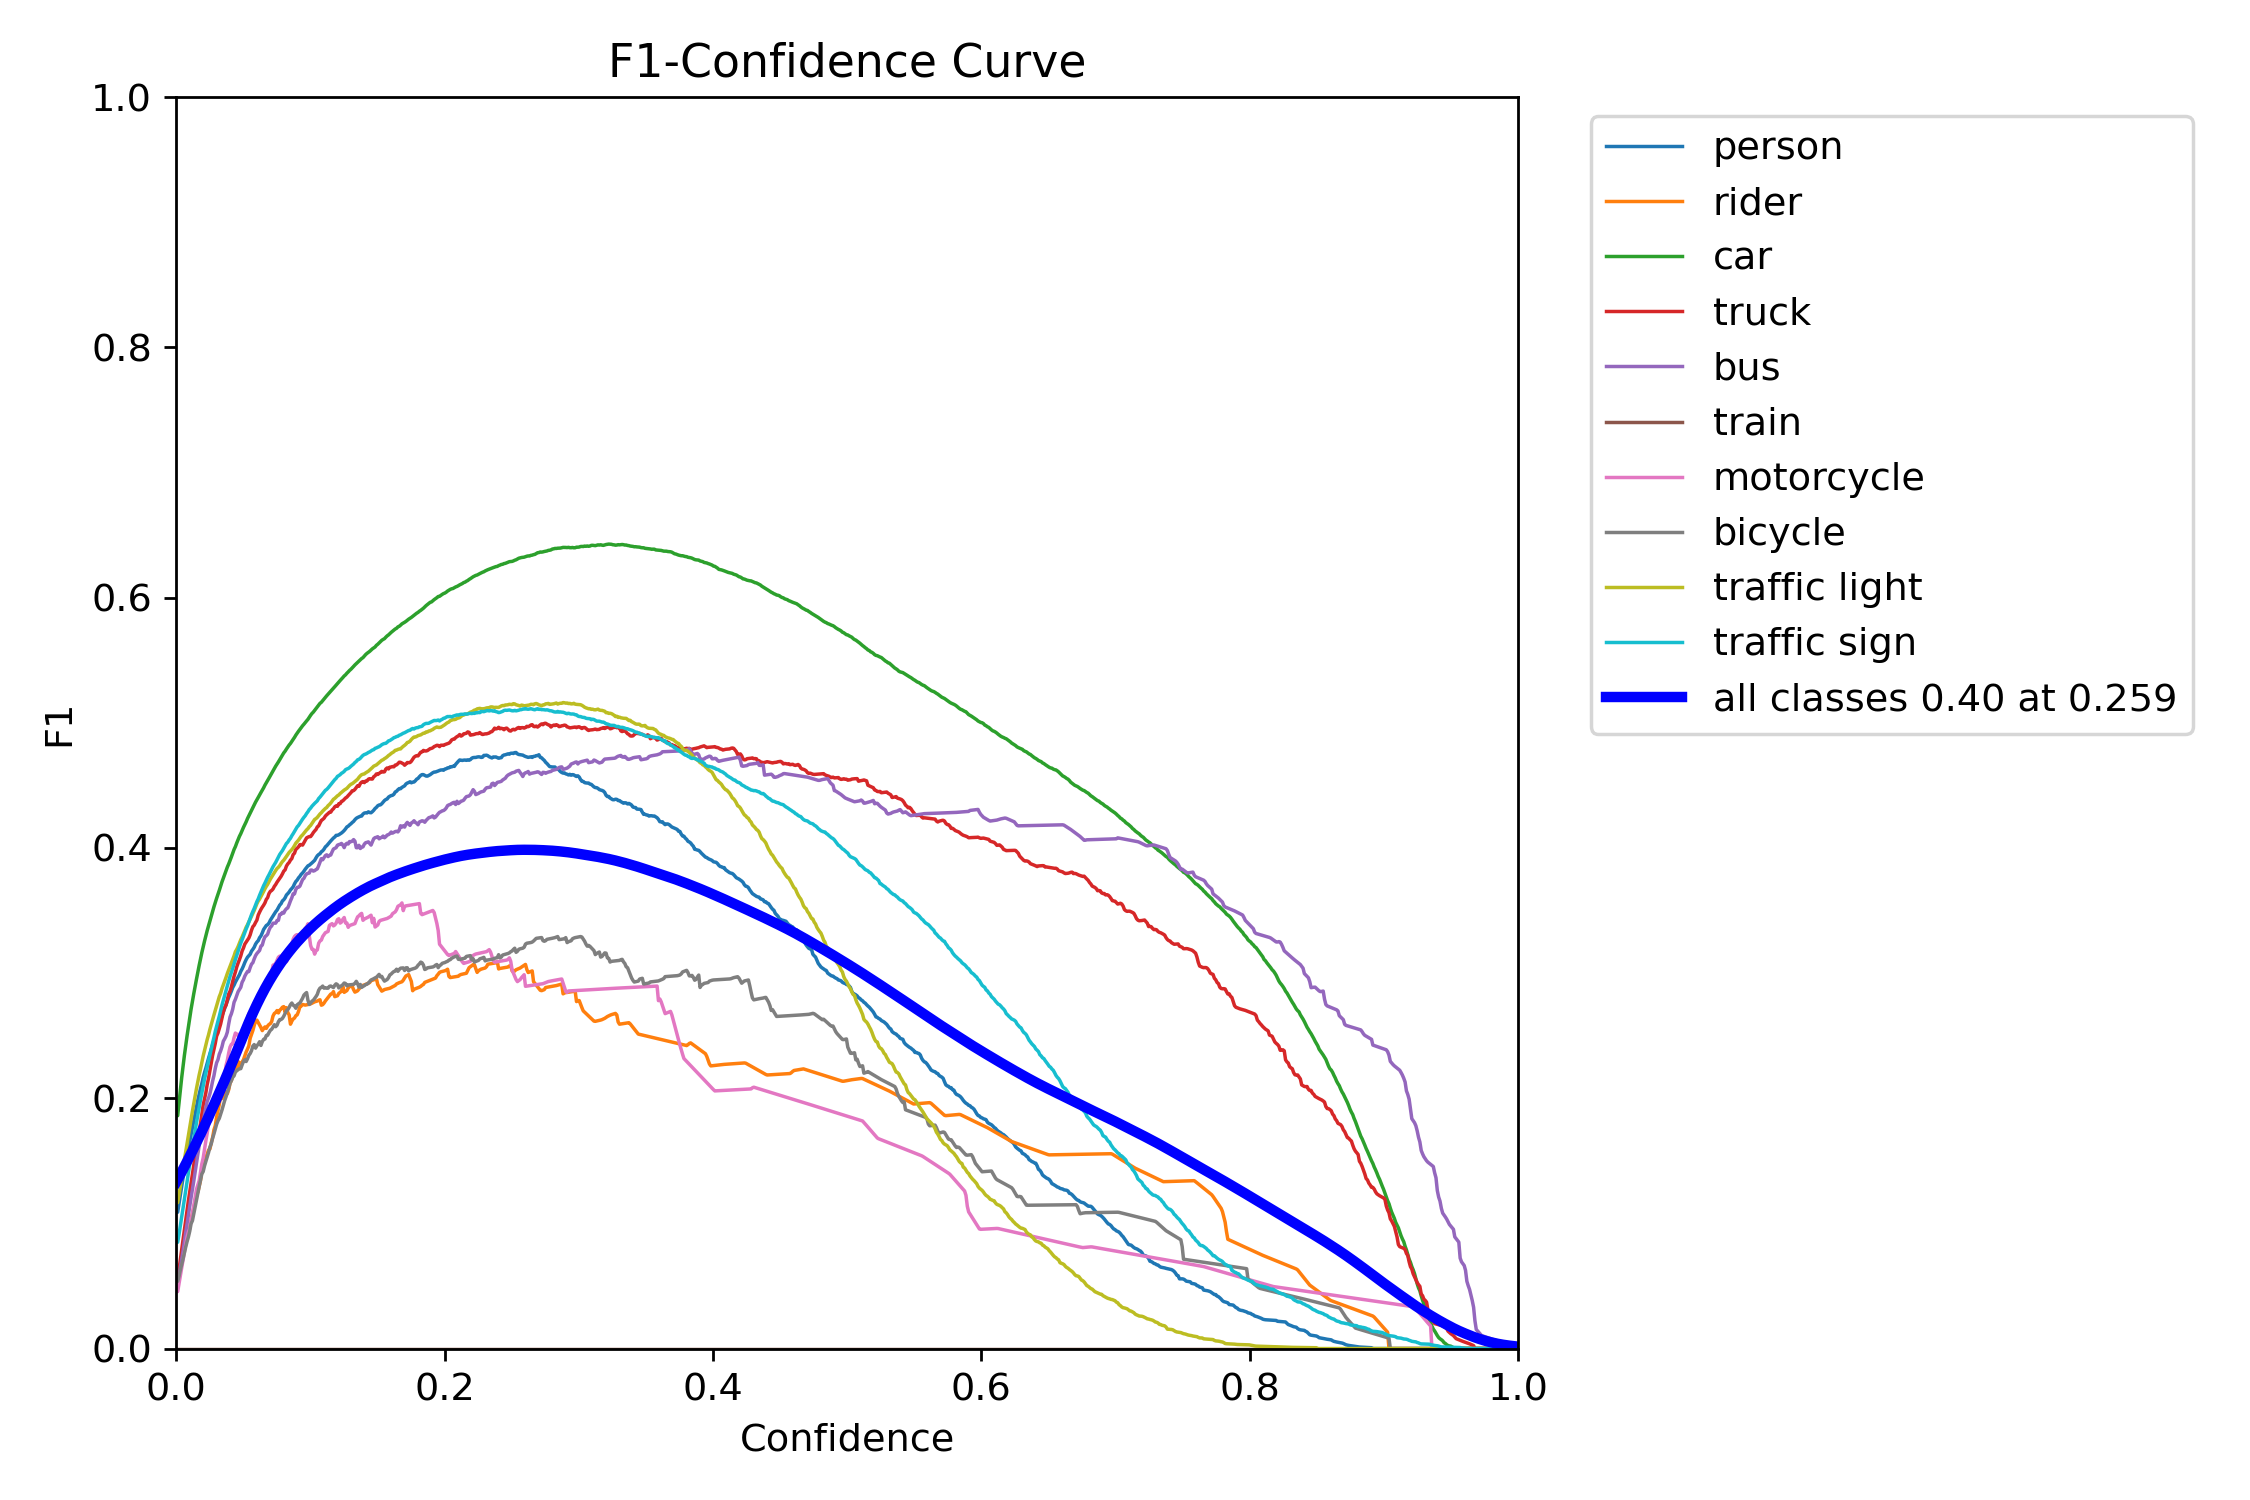 F1-Confidence Curve
1.0
0.8
0.6
0.4
0.2
0.0
F1
0.0 0.2 0.4 0.6 0.8 1.0
Confidence
person
rider
car
truck
bus
train
motorcycle
bicycle
traffic light
traffic sign
all classes 0.40 at 0.259